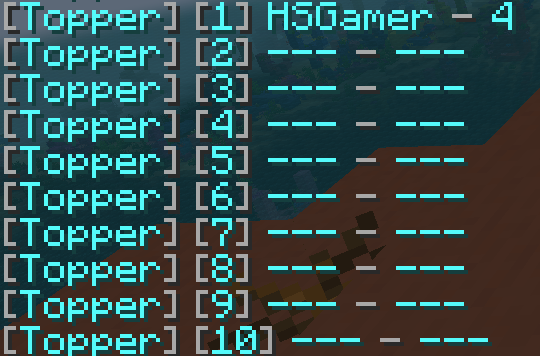 [Topper] [1] HSGamer - 4
[Topper] [2] --- - ---
[Topper] [3] --- - ---
[Topper] [4] --- - ---
[Topper] [5] --- - ---
[Topper] [6] --- - ---
[Topper] [7] --- - ---
[Topper] [8] --- - ---
[Topper] [9] --- - ---
[Topper] [10] --- - ---